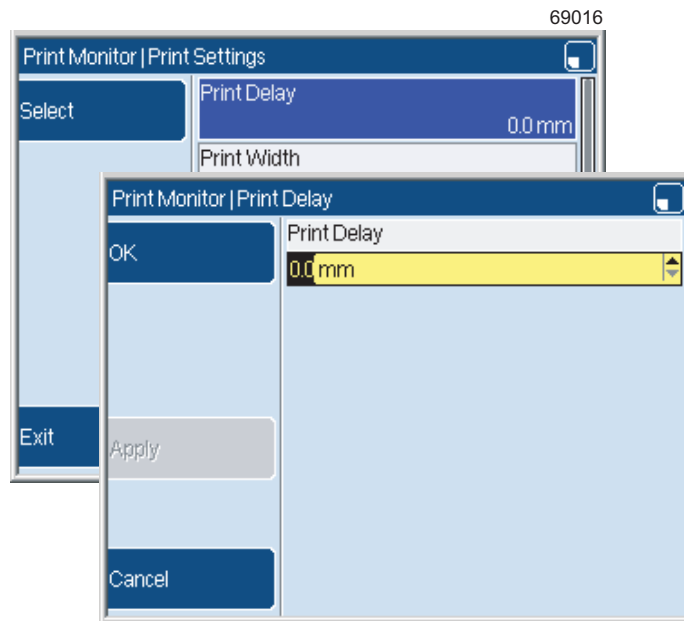 69016
Print Monitor | Print Settings
Select
Print Delay
0.0 mm
Print Width
Exit
Print Monitor | Print Delay
OK
Print Delay
0.0 mm
Apply
Cancel